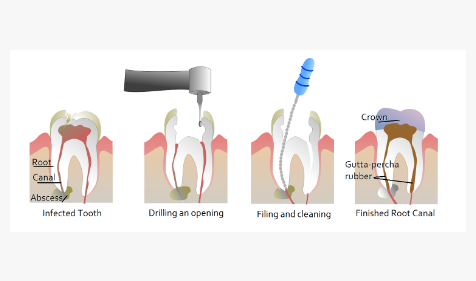 Crown
Root
Canal
Abscess
Gutta-percha
rubber
Infected Tooth
Drilling an opening
Filing and cleaning
Finished Root Canal